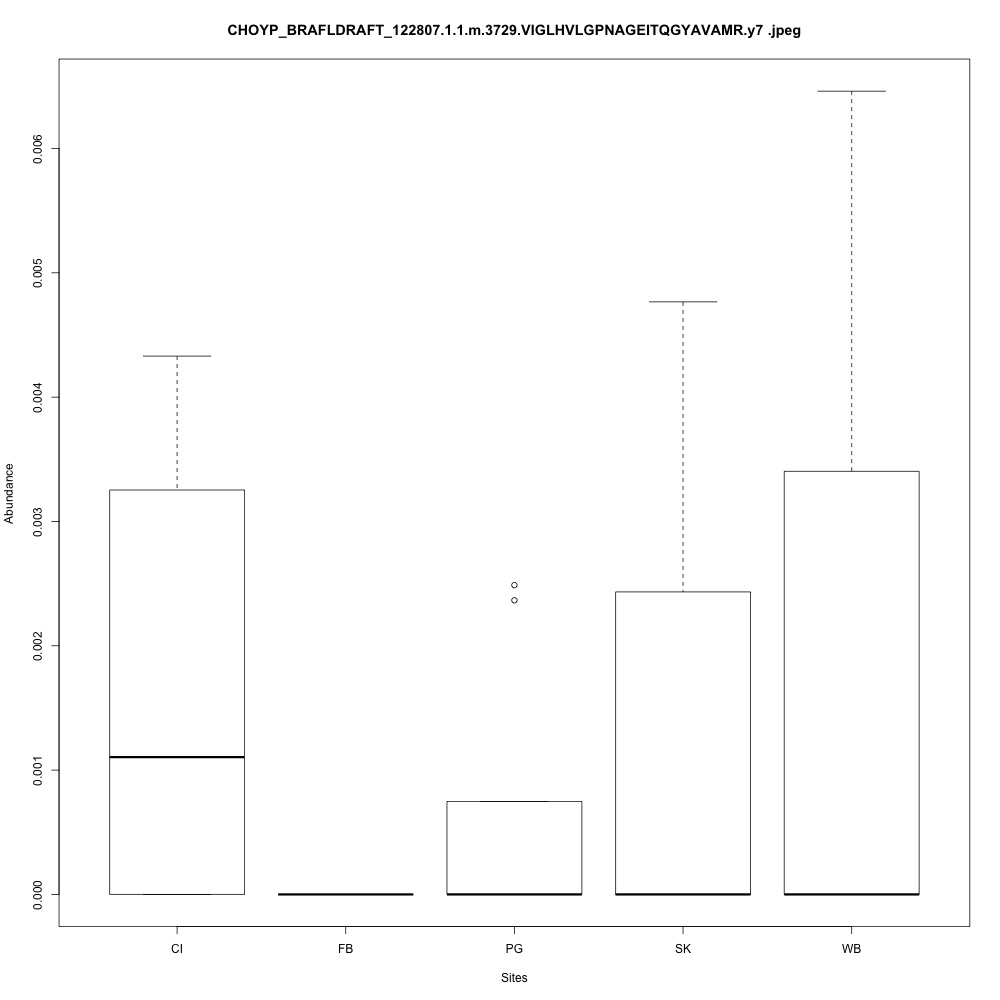 CHOYP_BRAFLDRAFT_122807.1.1.m.3729.VIGLHVLGPNAGEITQGYAVAMR.y7 .jpeg
0.006
0.005
0.004
0.003
0.002
0.001
0.000
Abundance
CI FB PG SK WB
Sites